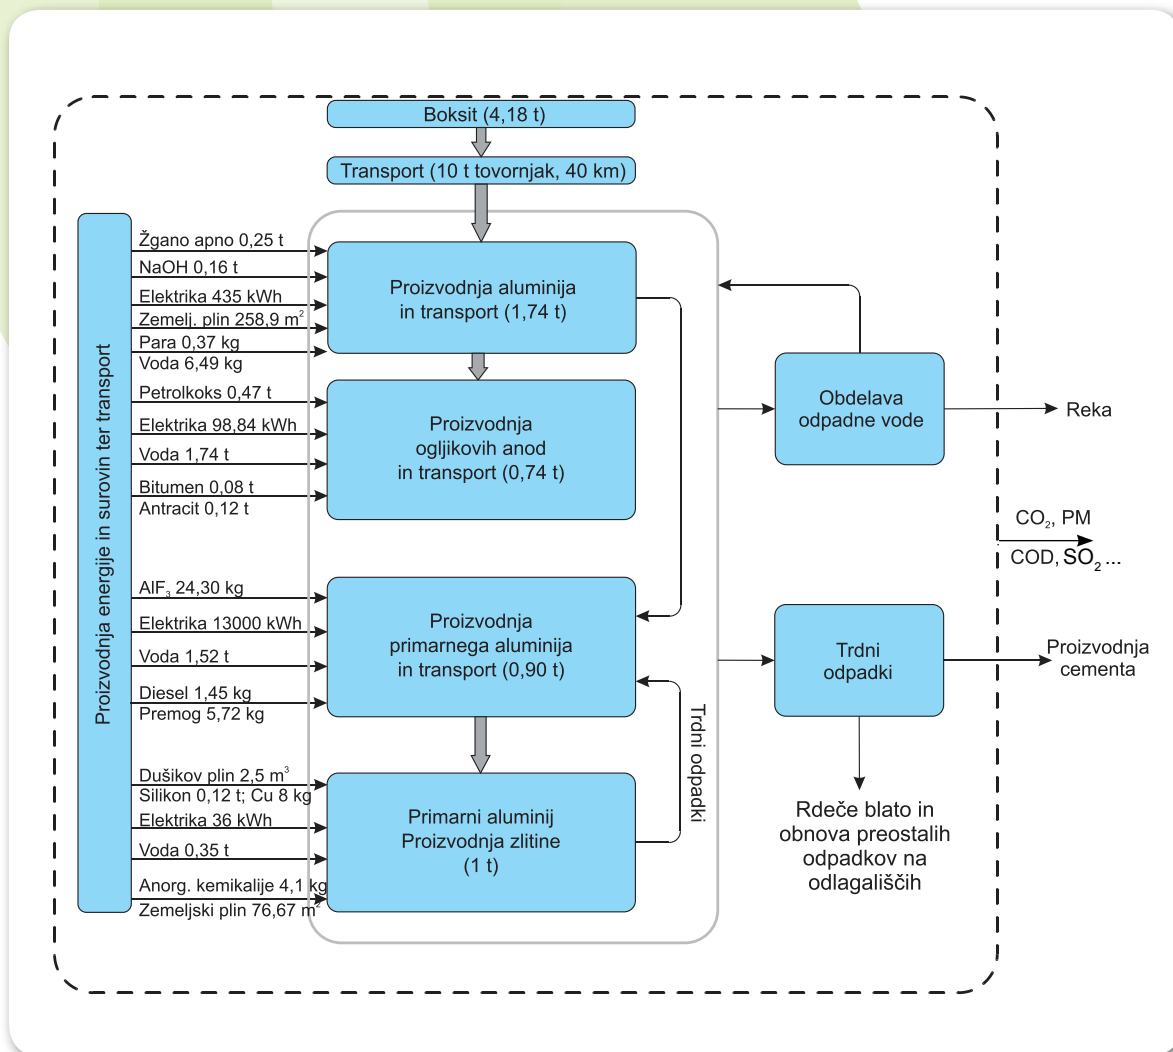 Boksit (4,18 t)
Transport (10 t tovornjak, 40 km)
Proizvodnja energije in surovin ter transport
Žgano apno 0,25 t
NaOH 0,16 t
Elektrika 435 kWh
Zemelj. plin 258,9 m²
Para 0,37 kg
Voda 6,49 kg
Proizvodnja aluminija
in transport (1,74 t)
Petrolkoks 0,47 t
Elektrika 98,84 kWh
Voda 1,74 t
Bitumen 0,08 t
Antracit 0,12 t
Proizvodnja
ogljikovih anod
in transport (0,74 t)
AlF₃ 24,30 kg
Elektrika 13000 kWh
Voda 1,52 t
Diesel 1,45 kg
Premog 5,72 kg
Proizvodnja
primarnega aluminija
in transport (0,90 t)
Dušikov plin 2,5 m³
Silikon 0,12 t; Cu 8 kg
Elektrika 36 kWh
Voda 0,35 t
Anorg. kemikalije 4,1 kg
Zemeljski plin 76,67 m²
Primarni aluminij
Proizvodnja zlitine
(1 t)
Trdni odpadki
Obdelava
odpadne vode
Reka
CO₂, PM
COD, SO₂ ...
Trdni
odpadki
Proizvodnja
cementa
Rdeče blato in
obnova preostalih
odpadkov na
odlagališčih